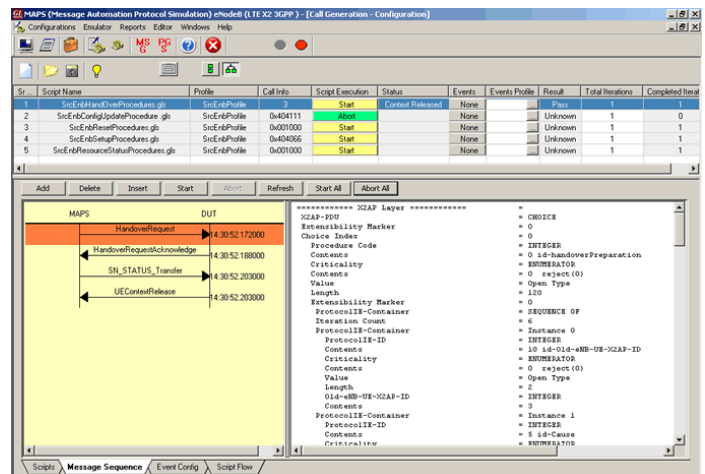 MAPS (Message Automation Protocol Simulation) eNodeB (LTE X2 3GPP ) - [Call Generation - Configuration]
Configurations Emulator Reports Editor Windows Help
MS G PG S
Sr... Script Name Profile Call Info Script Execution Status Events Events Profile Result Total Iterations Completed Iterat
1 SrcEnbHandOverProcedures.gls SrcEnbProfile 3 Start Context Released None ... Pass 1 1
2 SrcEnbConfigUpdateProcedure .gls SrcEnbProfile 0x404111 Abort None ... Unknown 1 0
3 SrcEnbResetProcedures.gls SrcEnbProfile 0x001000 Start None ... Unknown 1 1
4 SrcEnbSetupProcedures.gls SrcEnbProfile 0x404066 Start None ... Unknown 1 1
5 SrcEnbResourceStatusProcedures.gls SrcEnbProfile 0x001000 Start None ... Unknown 1 1
Add Delete Insert Start Abort Refresh Start All Abort All
MAPS DUT
HandoverRequest
14:30:52.172000
HandoverRequestAcknowledge
14:30:52.188000
SN_STATUS_Transfer
14:30:52.203000
UEContextRelease
14:30:52.203000
============ X2AP Layer ============ =
X2AP-PDU = CHOICE
Extensibility Marker = 0
Choice Index = 0
Procedure Code = INTEGER
Contents = 0 id-handoverPreparation
Criticality = ENUMERATOR
Contents = 0 reject(0)
Value = Open Type
Length = 120
Extensibility Marker = 0
ProtocolIE-Container = SEQUENCE OF
Iteration Count = 6
ProtocolIE-Container = Instance 0
ProtocolIE-ID = INTEGER
Contents = 10 id-Old-eNB-UE-X2AP-ID
Criticality = ENUMERATOR
Contents = 0 reject(0)
Value = Open Type
Length = 2
Old-eNB-UE-X2AP-ID = INTEGER
Contents = 3
ProtocolIE-Container = Instance 1
ProtocolIE-ID = INTEGER
Contents = 5 id-Cause
Criticality = ENUMERATOR
Scripts Message Sequence Event Config Script Flow